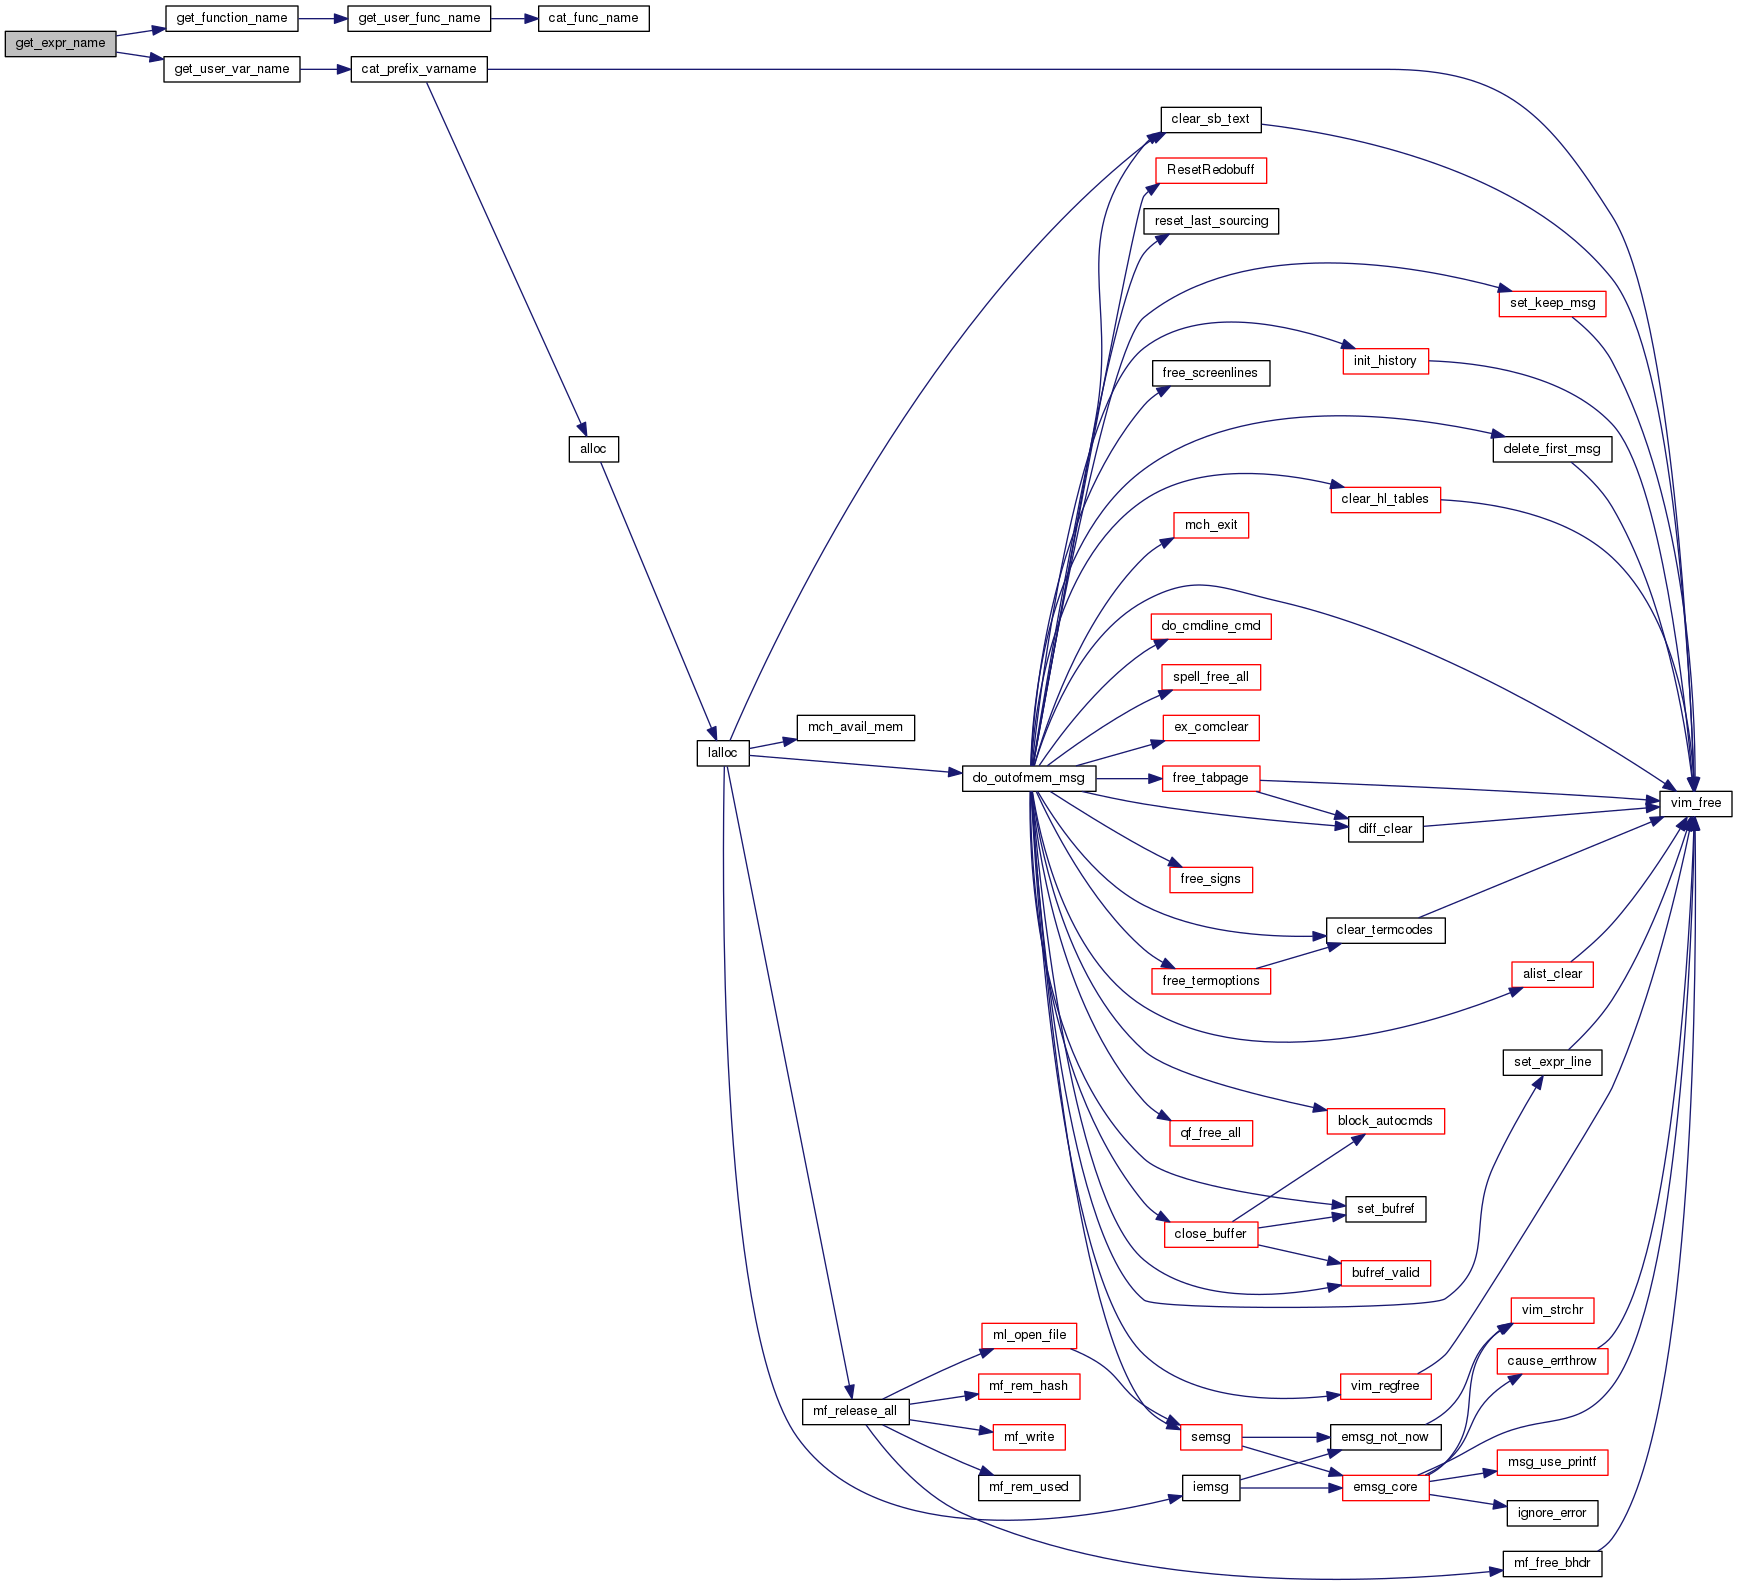 get_expr_name
get_function_name
get_user_func_name
cat_func_name
get_user_var_name
cat_prefix_varname
alloc
lalloc
mch_avail_mem
do_outofmem_msg
mf_release_all
clear_sb_text
ResetRedobuff
reset_last_sourcing
set_keep_msg
init_history
free_screenlines
delete_first_msg
clear_hl_tables
mch_exit
do_cmdline_cmd
spell_free_all
ex_comclear
free_tabpage
vim_free
diff_clear
free_signs
clear_termcodes
free_termoptions
alist_clear
set_expr_line
block_autocmds
qf_free_all
set_bufref
close_buffer
bufref_valid
vim_strchr
ml_open_file
cause_errthrow
mf_rem_hash
vim_regfree
mf_write
semsg
emsg_not_now
msg_use_printf
mf_rem_used
iemsg
emsg_core
ignore_error
mf_free_bhdr